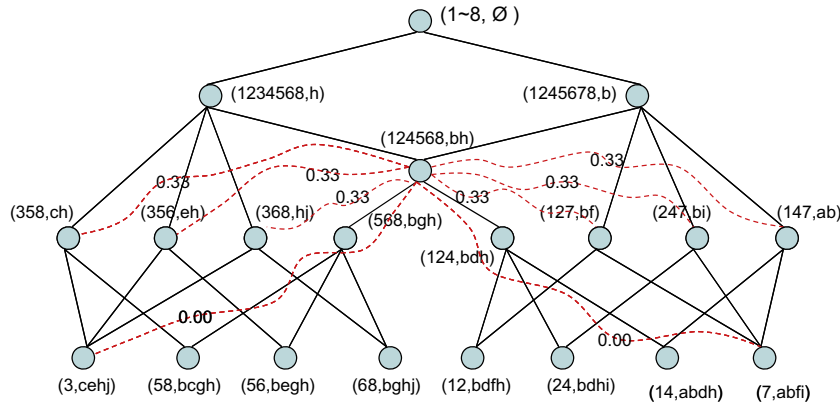 (1~8, Ø )
(1234568,h)
(1245678,b)
(124568,bh)
0.33
0.33
0.33
0.33
0.33
0.33
(358,ch)
(356,eh)
(368,hj)
(568,bgh)
(124,bdh)
(127,bf)
(247,bi)
(147,ab)
0.00
0.00
(3,cehj)
(58,bcgh)
(56,begh)
(68,bghj)
(12,bdfh)
(24,bdhi)
(14,abdh)
(7,abfi)